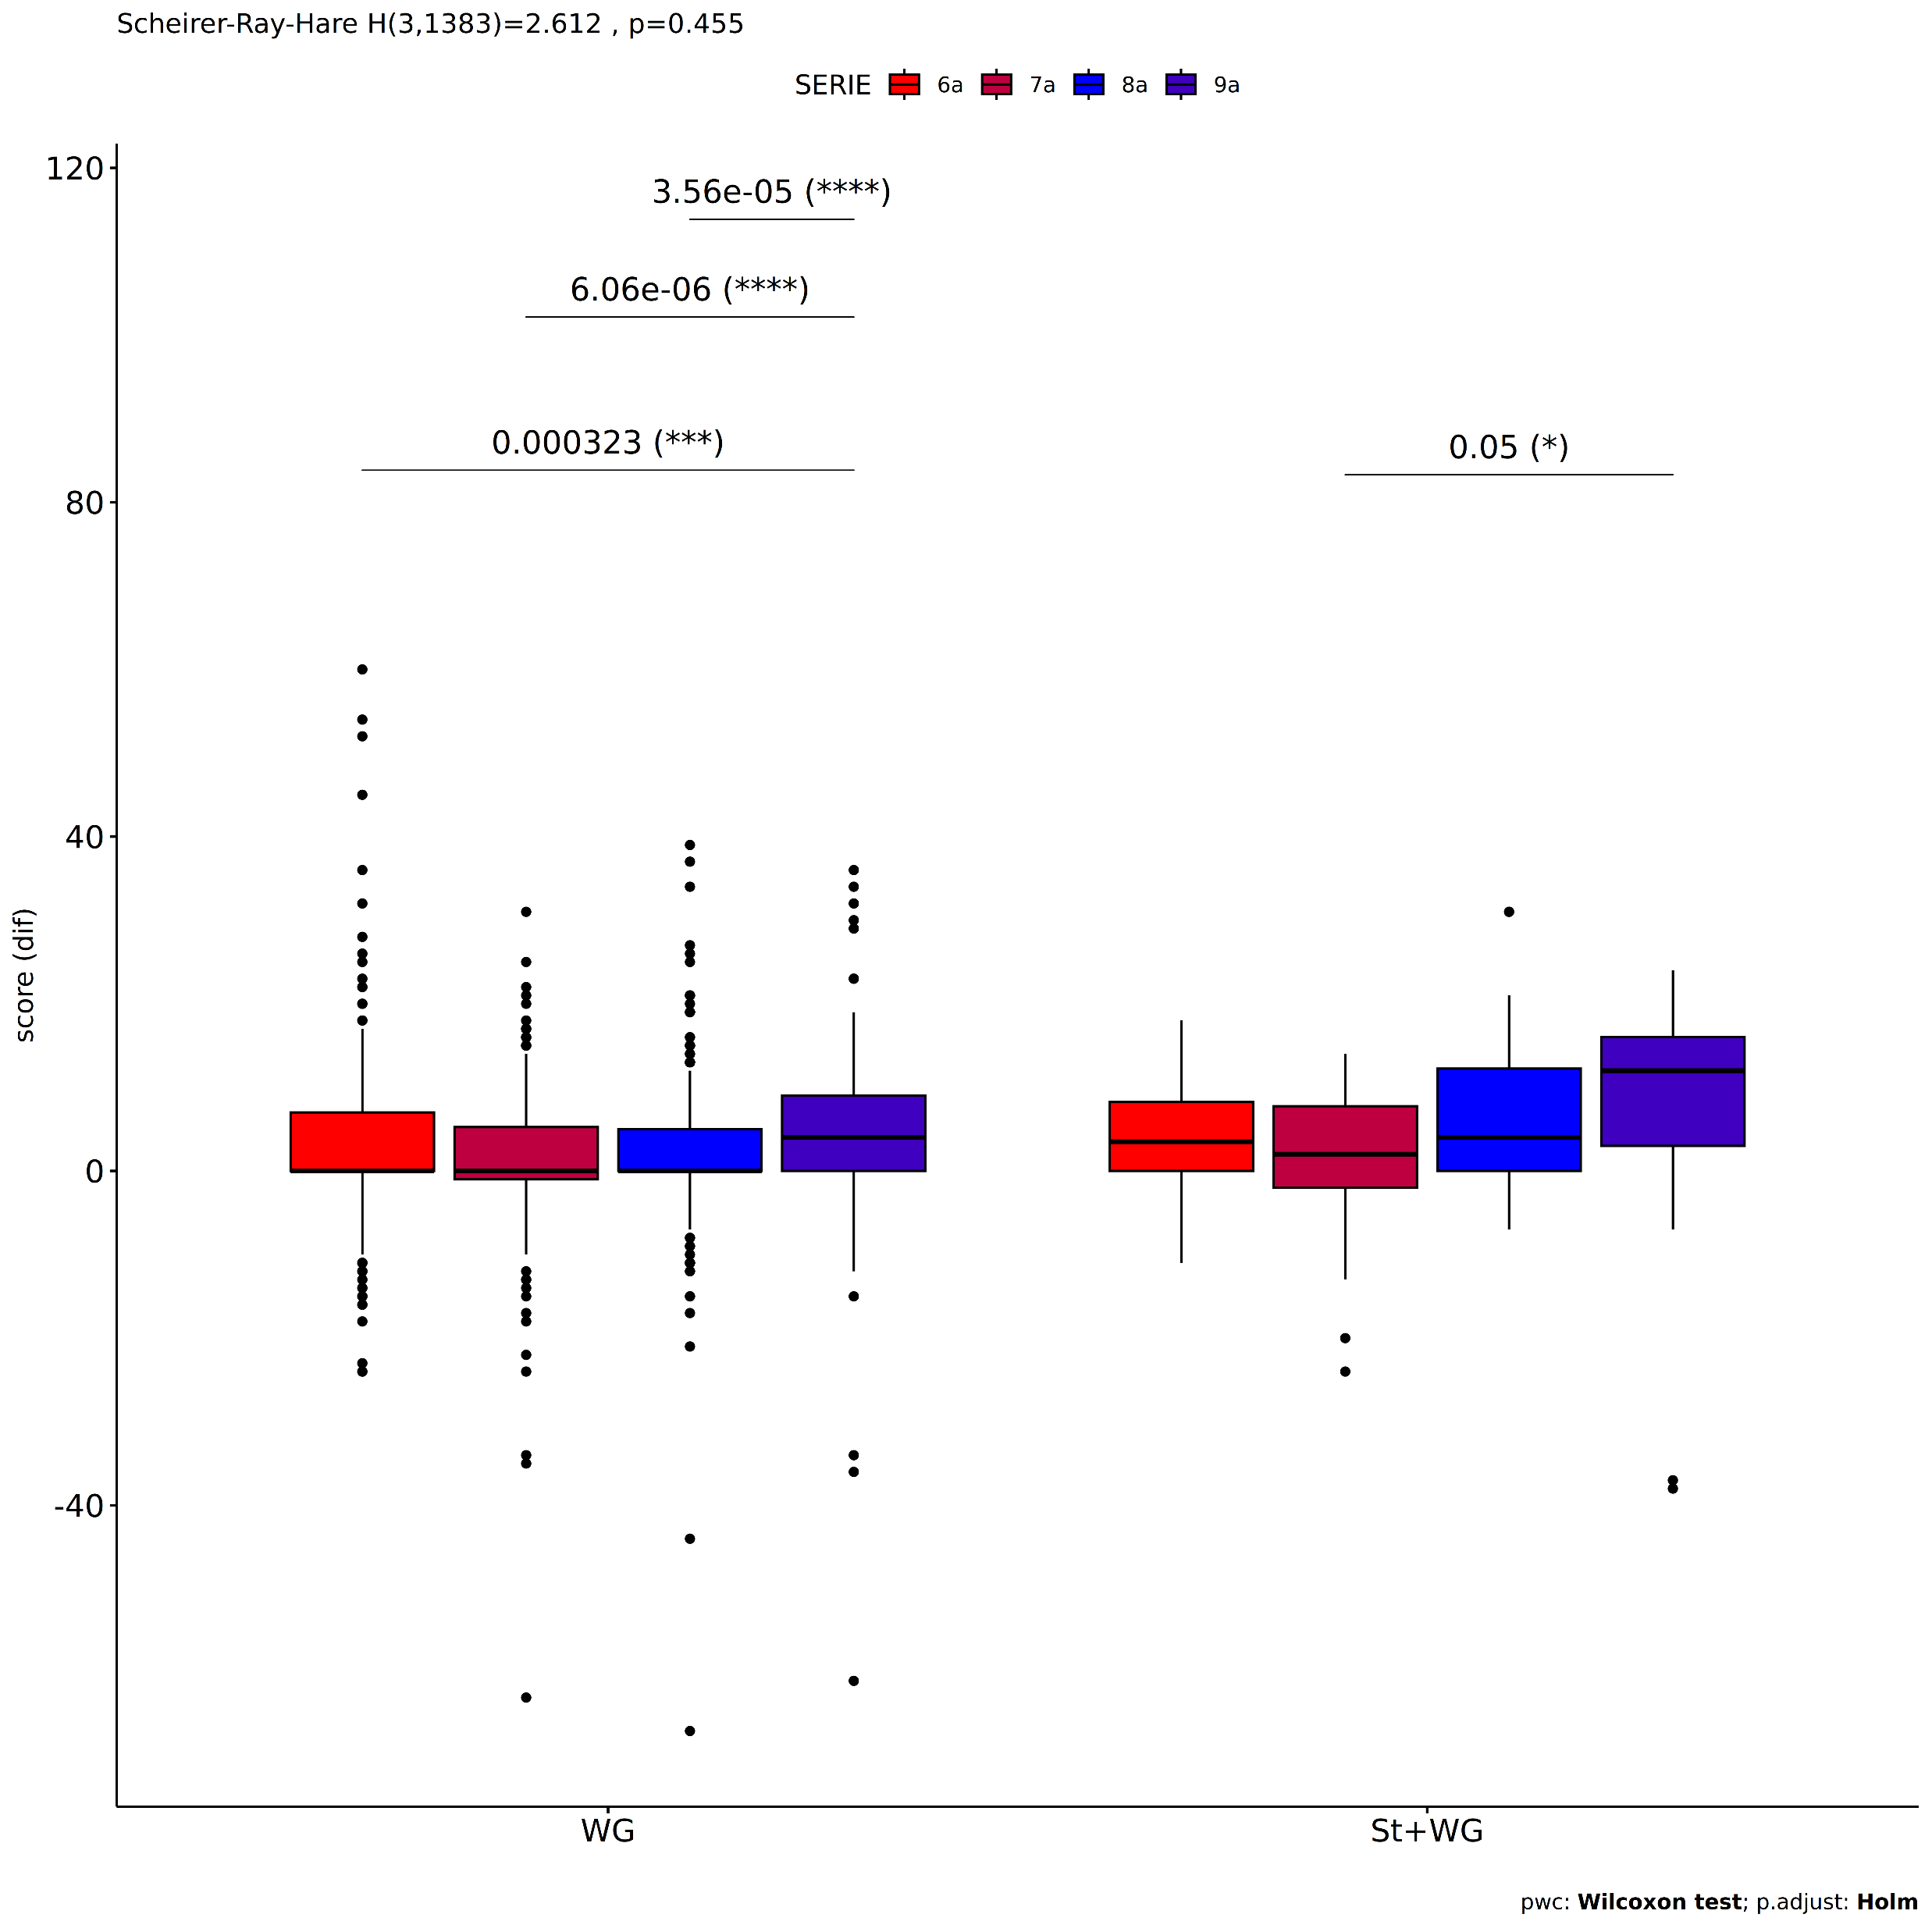 Scheirer-Ray-Hare H(3,1383)=2.612 , p=0.455
SERIE 6a 7a 8a 9a
120
3.56e-05 (****)
6.06e-06 (****)
0.000323 (***)
0.05 (*)
80
40
0
-40
score (dif)
WG
St+WG
pwc: Wilcoxon test; p.adjust: Holm